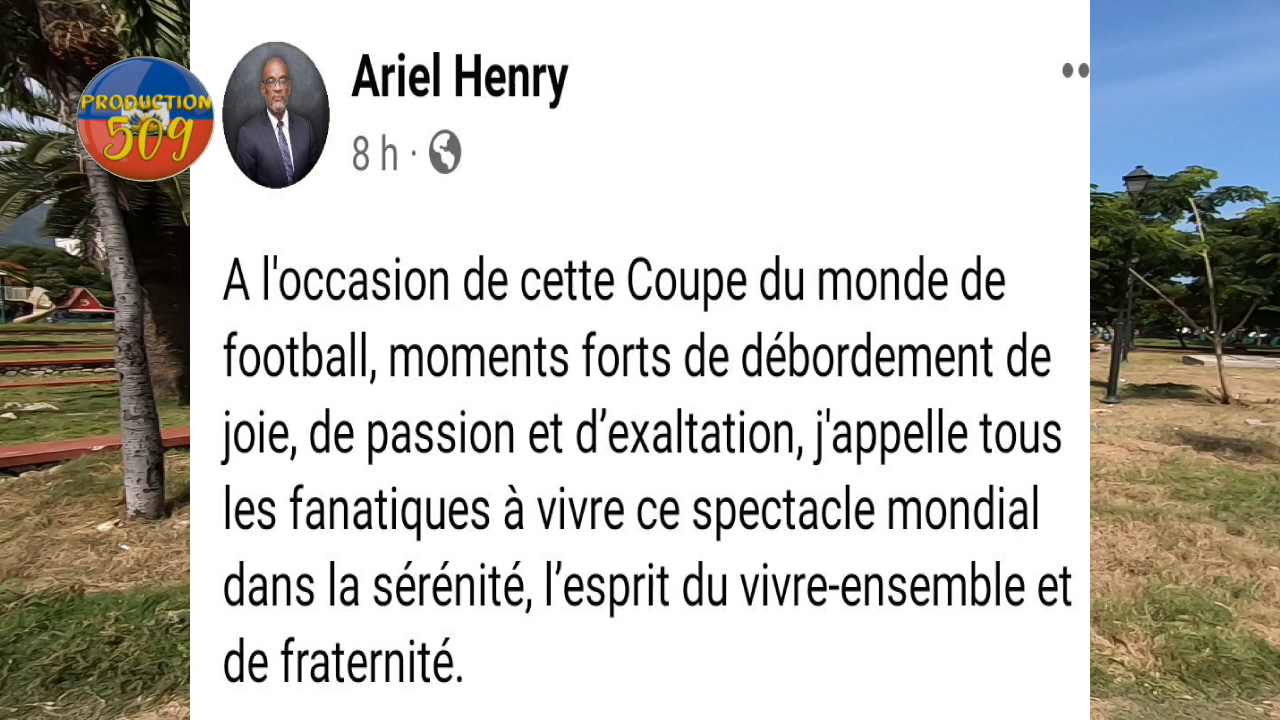 PRODUCTION
509
Ariel Henry
8 h ·
A l'occasion de cette Coupe du monde de
football, moments forts de débordement de
joie, de passion et d’exaltation, j'appelle tous
les fanatiques à vivre ce spectacle mondial
dans la sérénité, l’esprit du vivre-ensemble et
de fraternité.